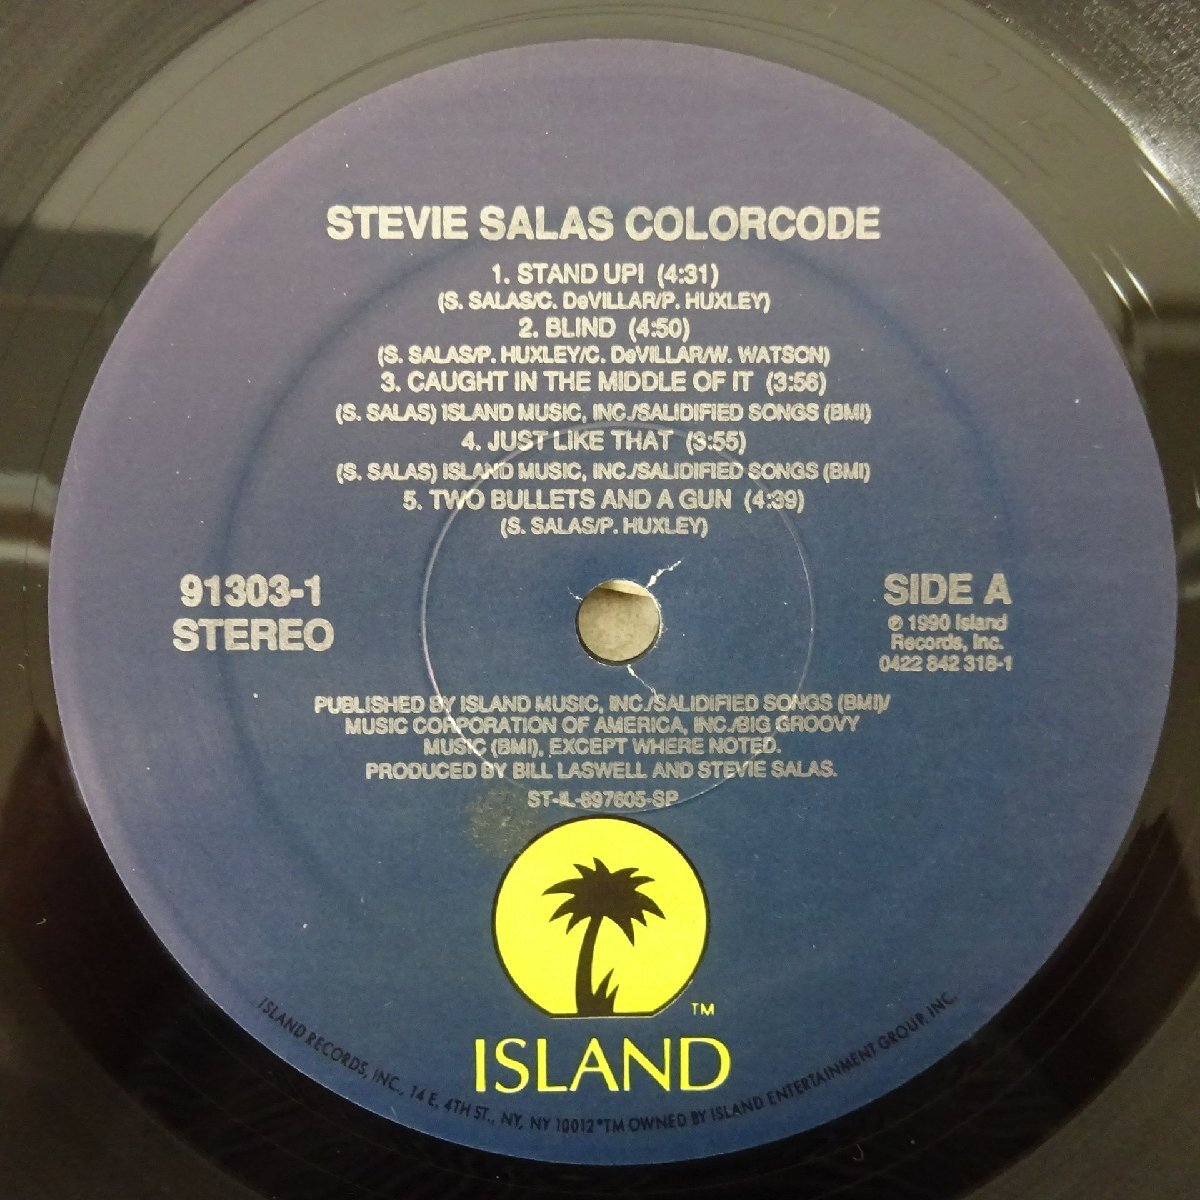 STEVIE SALAS COLORCODE
1. STAND UP! (4:31)
(S. SALAS/C. DeVILLAR/P. HUXLEY)
2. BLIND (4:50)
(S. SALAS/P. HUXLEY/C. DeVILLAR/W. WATSON)
3. CAUGHT IN THE MIDDLE OF IT (3:56)
(S. SALAS) ISLAND MUSIC, INC./SALIDIFIED SONGS (BMI)
4. JUST LIKE THAT (3:55)
(S. SALAS) ISLAND MUSIC, INC./SALIDIFIED SONGS (BMI)
5. TWO BULLETS AND A GUN (4:39)
(S. SALAS/P. HUXLEY)
91303-1
STEREO
SIDE A
℗ 1990 Island
Records, Inc.
0422 842 318-1
PUBLISHED BY ISLAND MUSIC, INC./SALIDIFIED SONGS (BMI)/
MUSIC CORPORATION OF AMERICA, INC./BIG GROOVY
MUSIC (BMI), EXCEPT WHERE NOTED.
PRODUCED BY BILL LASWELL AND STEVIE SALAS.
ST-IL-897605-SP
TM
ISLAND
ISLAND RECORDS, INC., 14 E. 4TH ST., NY, NY 10012 *TM OWNED BY ISLAND ENTERTAINMENT GROUP, INC.